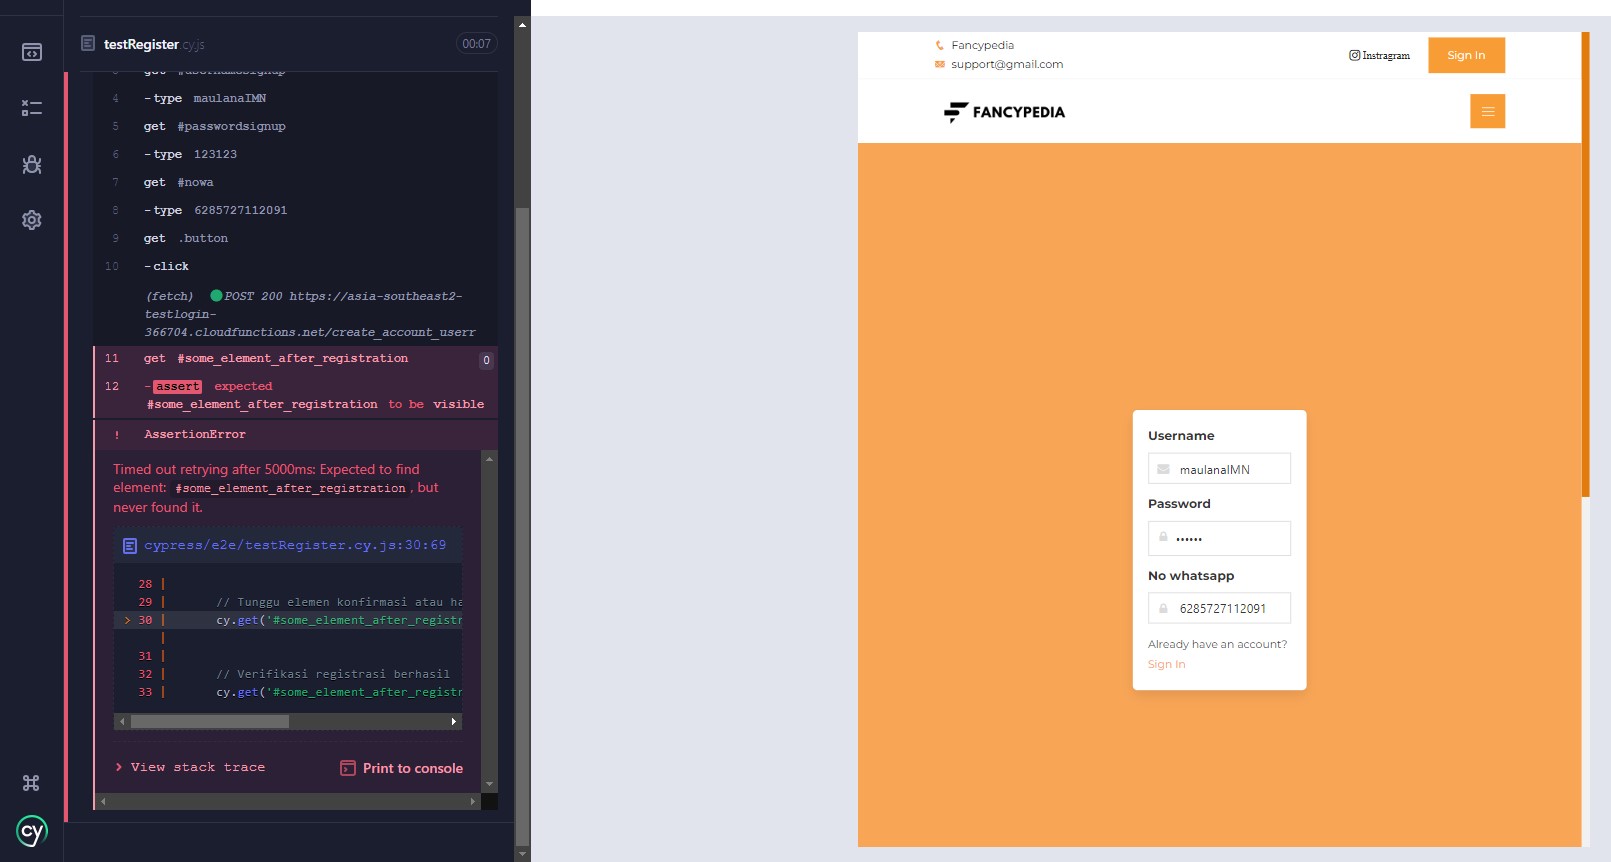 testRegister.cy.js 00:07
3 get #usernamesignup
4 -type maulanaIMN
5 get #passwordsignup
6 -type 123123
7 get #nowa
8 -type 6285727112091
9 get .button
10 -click
(fetch) POST 200 https://asia-southeast2-
testlogin-
366704.cloudfunctions.net/create_account_userr
11 get #some_element_after_registration 0
12 -assert expected
#some_element_after_registration to be visible
! AssertionError
Timed out retrying after 5000ms: Expected to find
element: #some_element_after_registration, but
never found it.
cypress/e2e/testRegister.cy.js:30:69
28 |
29 | // Tunggu elemen konfirmasi atau ha
> 30 | cy.get('#some_element_after_registr
|
31 |
32 | // Verifikasi registrasi berhasil
33 | cy.get('#some_element_after_registr
> View stack trace
Print to console
cy
Fancypedia
support@gmail.com
Instragram
Sign In
FANCYPEDIA
Username
maulanaIMN
Password
••••••
No whatsapp
6285727112091
Already have an account?
Sign In